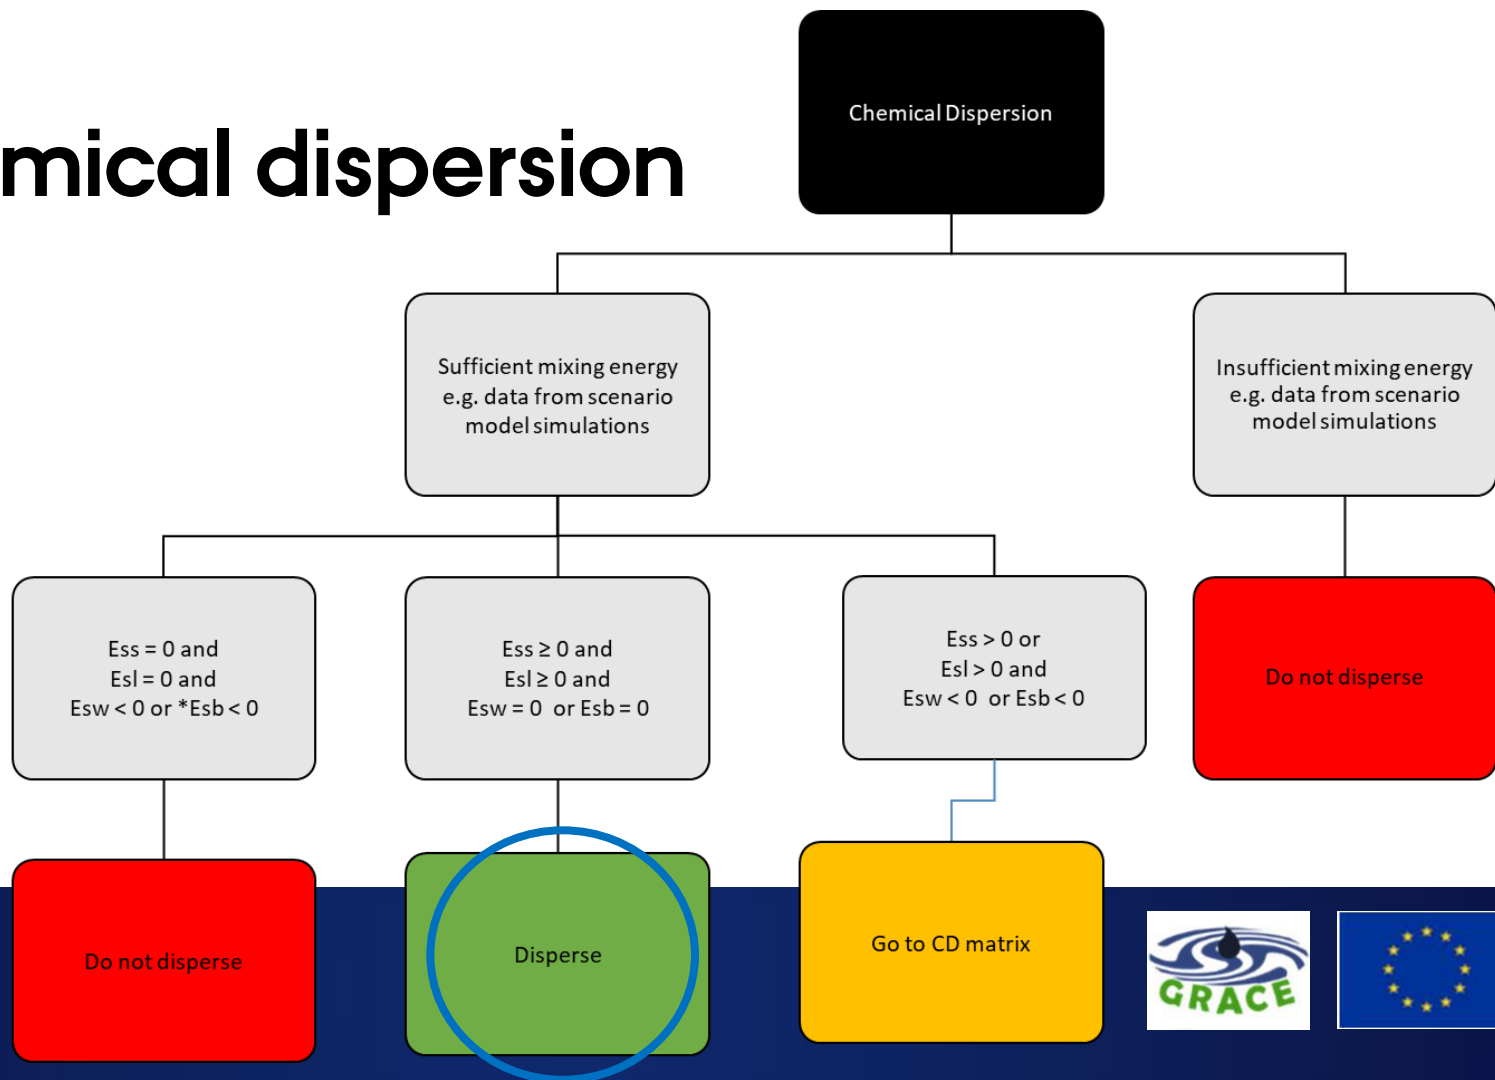 mical dispersion
Chemical Dispersion
Sufficient mixing energy
e.g. data from scenario
model simulations
Insufficient mixing energy
e.g. data from scenario
model simulations
Ess = 0 and
Esl = 0 and
Esw < 0 or *Esb < 0
Ess ≥ 0 and
Esl ≥ 0 and
Esw = 0 or Esb = 0
Ess > 0 or
Esl > 0 and
Esw < 0 or Esb < 0
Do not disperse
Do not disperse
Disperse
Go to CD matrix
GRACE